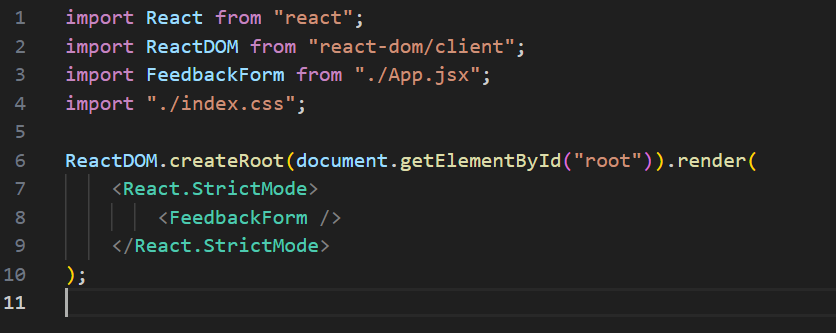 1 import React from "react";
2 import ReactDOM from "react-dom/client";
3 import FeedbackForm from "./App.jsx";
4 import "./index.css";
5
6 ReactDOM.createRoot(document.getElementById("root")).render(
7     <React.StrictMode>
8         <FeedbackForm />
9     </React.StrictMode>
10 );
11